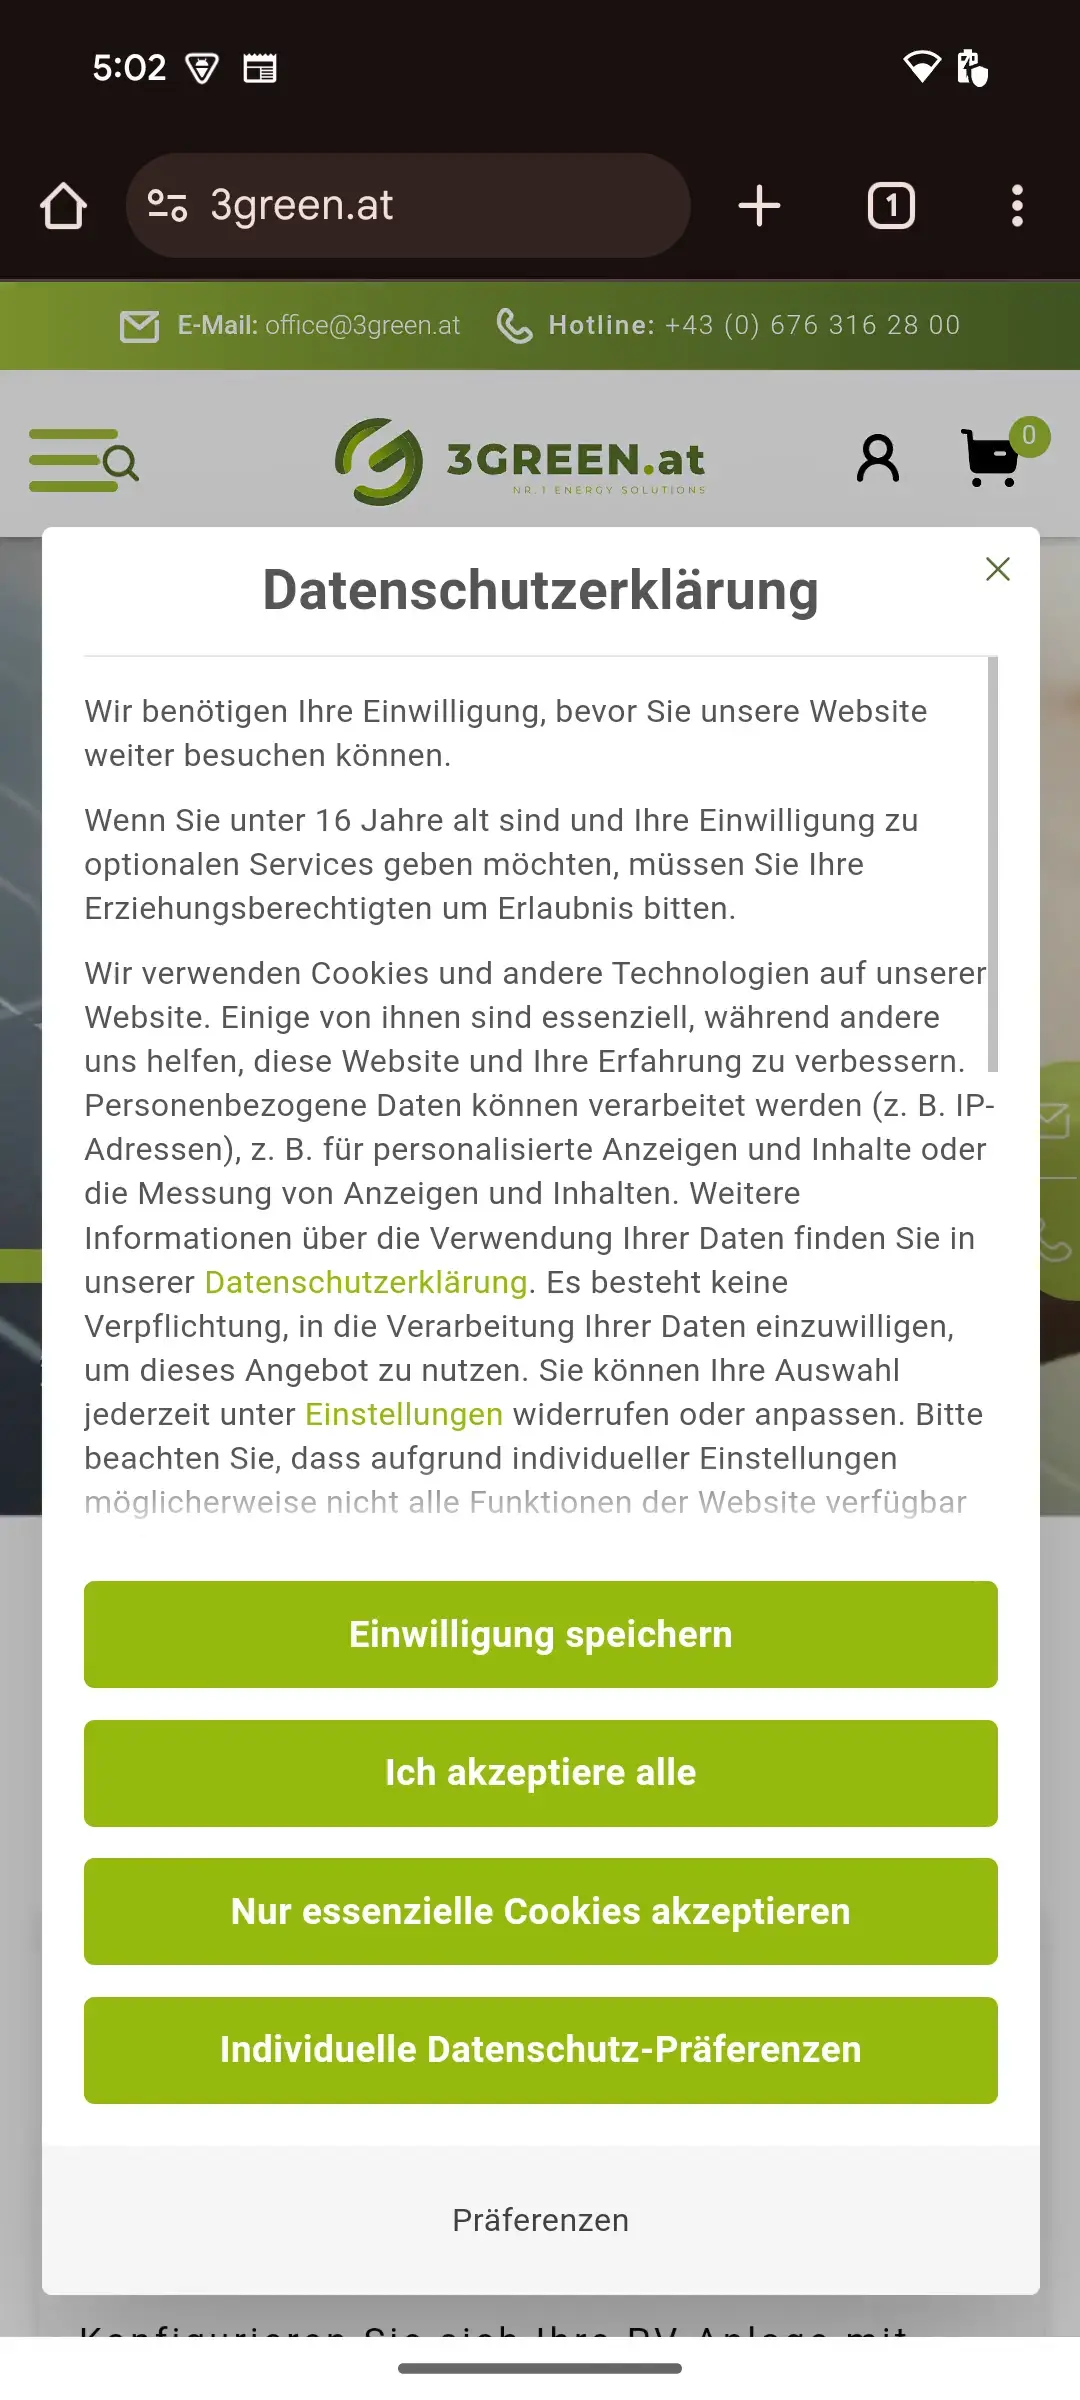 5:02
3green.at
1
E-Mail: office@3green.at
Hotline: +43 (0) 676 316 28 00
3GREEN.at
NR.1 ENERGY SOLUTIONS
0
Datenschutzerklärung
Wir benötigen Ihre Einwilligung, bevor Sie unsere Website
weiter besuchen können.
Wenn Sie unter 16 Jahre alt sind und Ihre Einwilligung zu
optionalen Services geben möchten, müssen Sie Ihre
Erziehungsberechtigten um Erlaubnis bitten.
Wir verwenden Cookies und andere Technologien auf unserer
Website. Einige von ihnen sind essenziell, während andere
uns helfen, diese Website und Ihre Erfahrung zu verbessern.
Personenbezogene Daten können verarbeitet werden (z. B. IP-
Adressen), z. B. für personalisierte Anzeigen und Inhalte oder
die Messung von Anzeigen und Inhalten. Weitere
Informationen über die Verwendung Ihrer Daten finden Sie in
unserer Datenschutzerklärung. Es besteht keine
Verpflichtung, in die Verarbeitung Ihrer Daten einzuwilligen,
um dieses Angebot zu nutzen. Sie können Ihre Auswahl
jederzeit unter Einstellungen widerrufen oder anpassen. Bitte
beachten Sie, dass aufgrund individueller Einstellungen
möglicherweise nicht alle Funktionen der Website verfügbar
Einwilligung speichern
Ich akzeptiere alle
Nur essenzielle Cookies akzeptieren
Individuelle Datenschutz-Präferenzen
Präferenzen
Konfigurieren Sie sich Ihre PV Anlage mit